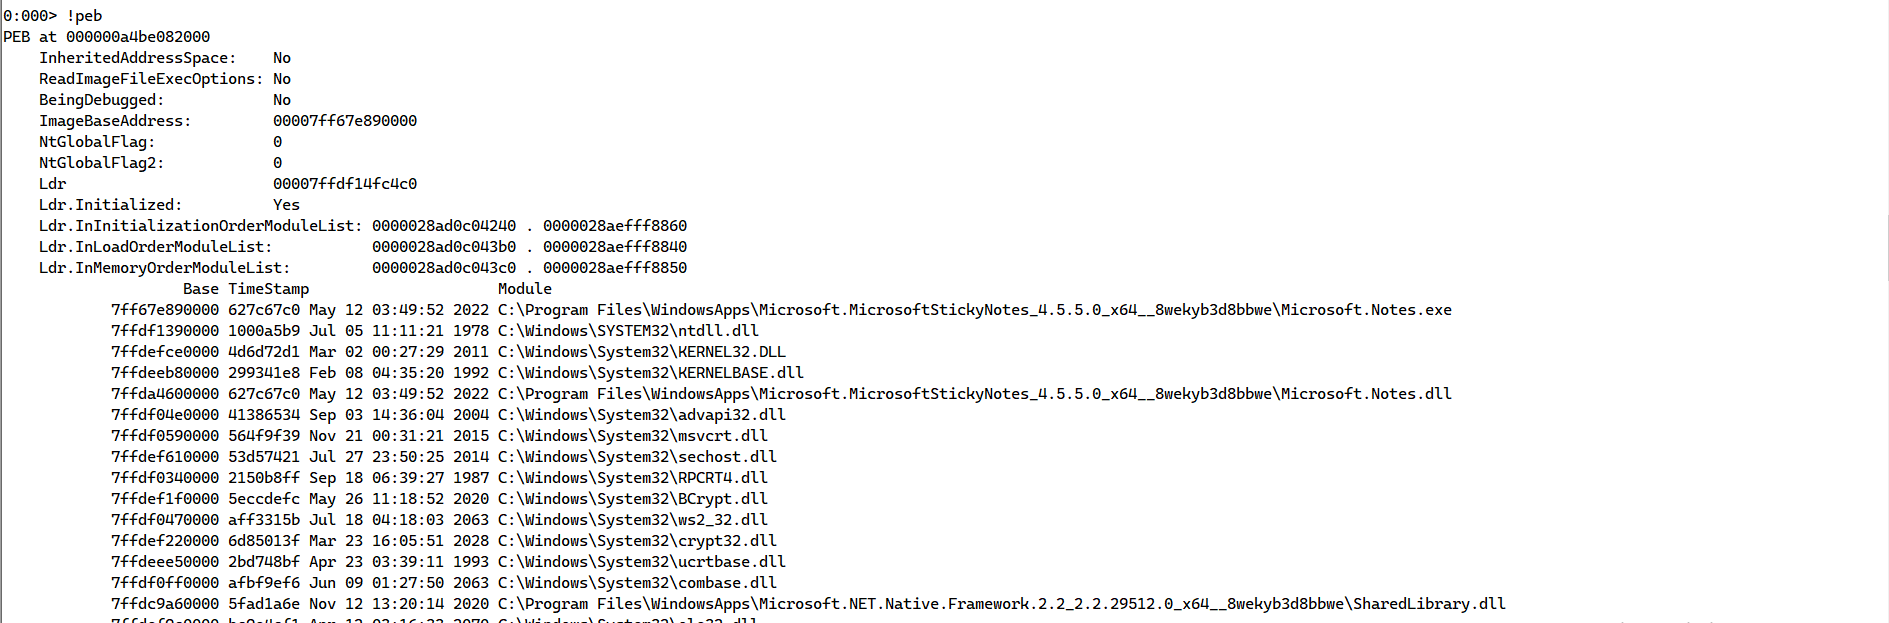 0:000> !peb
PEB at 000000a4be082000
InheritedAddressSpace: No
ReadImageFileExecOptions: No
BeingDebugged: No
ImageBaseAddress: 00007ff67e890000
NtGlobalFlag: 0
NtGlobalFlag2: 0
Ldr 00007ffdf14fc4c0
Ldr.Initialized: Yes
Ldr.InInitializationOrderModuleList: 0000028ad0c04240 . 0000028aefff8860
Ldr.InLoadOrderModuleList: 0000028ad0c043b0 . 0000028aefff8840
Ldr.InMemoryOrderModuleList: 0000028ad0c043c0 . 0000028aefff8850
Base TimeStamp Module
7ff67e890000 627c67c0 May 12 03:49:52 2022 C:\Program Files\WindowsApps\Microsoft.MicrosoftStickyNotes_4.5.5.0_x64__8wekyb3d8bbwe\Microsoft.Notes.exe
7ffdf1390000 1000a5b9 Jul 05 11:11:21 1978 C:\Windows\SYSTEM32\ntdll.dll
7ffdefce0000 4d6d72d1 Mar 02 00:27:29 2011 C:\Windows\System32\KERNEL32.DLL
7ffdeeb80000 299341e8 Feb 08 04:35:20 1992 C:\Windows\System32\KERNELBASE.dll
7ffda4600000 627c67c0 May 12 03:49:52 2022 C:\Program Files\WindowsApps\Microsoft.MicrosoftStickyNotes_4.5.5.0_x64__8wekyb3d8bbwe\Microsoft.Notes.dll
7ffdf04e0000 41386534 Sep 03 14:36:04 2004 C:\Windows\System32\advapi32.dll
7ffdf0590000 564f9f39 Nov 21 00:31:21 2015 C:\Windows\System32\msvcrt.dll
7ffdef610000 53d57421 Jul 27 23:50:25 2014 C:\Windows\System32\sechost.dll
7ffdf0340000 2150b8ff Sep 18 06:39:27 1987 C:\Windows\System32\RPCRT4.dll
7ffdef1f0000 5eccdefc May 26 11:18:52 2020 C:\Windows\System32\BCrypt.dll
7ffdf0470000 aff3315b Jul 18 04:18:03 2063 C:\Windows\System32\ws2_32.dll
7ffdef220000 6d85013f Mar 23 16:05:51 2028 C:\Windows\System32\crypt32.dll
7ffdeee50000 2bd748bf Apr 23 03:39:11 1993 C:\Windows\System32\ucrtbase.dll
7ffdf0ff0000 afbf9ef6 Jun 09 01:27:50 2063 C:\Windows\System32\combase.dll
7ffdc9a60000 5fad1a6e Nov 12 13:20:14 2020 C:\Program Files\WindowsApps\Microsoft.NET.Native.Framework.2.2_2.2.29512.0_x64__8wekyb3d8bbwe\SharedLibrary.dll